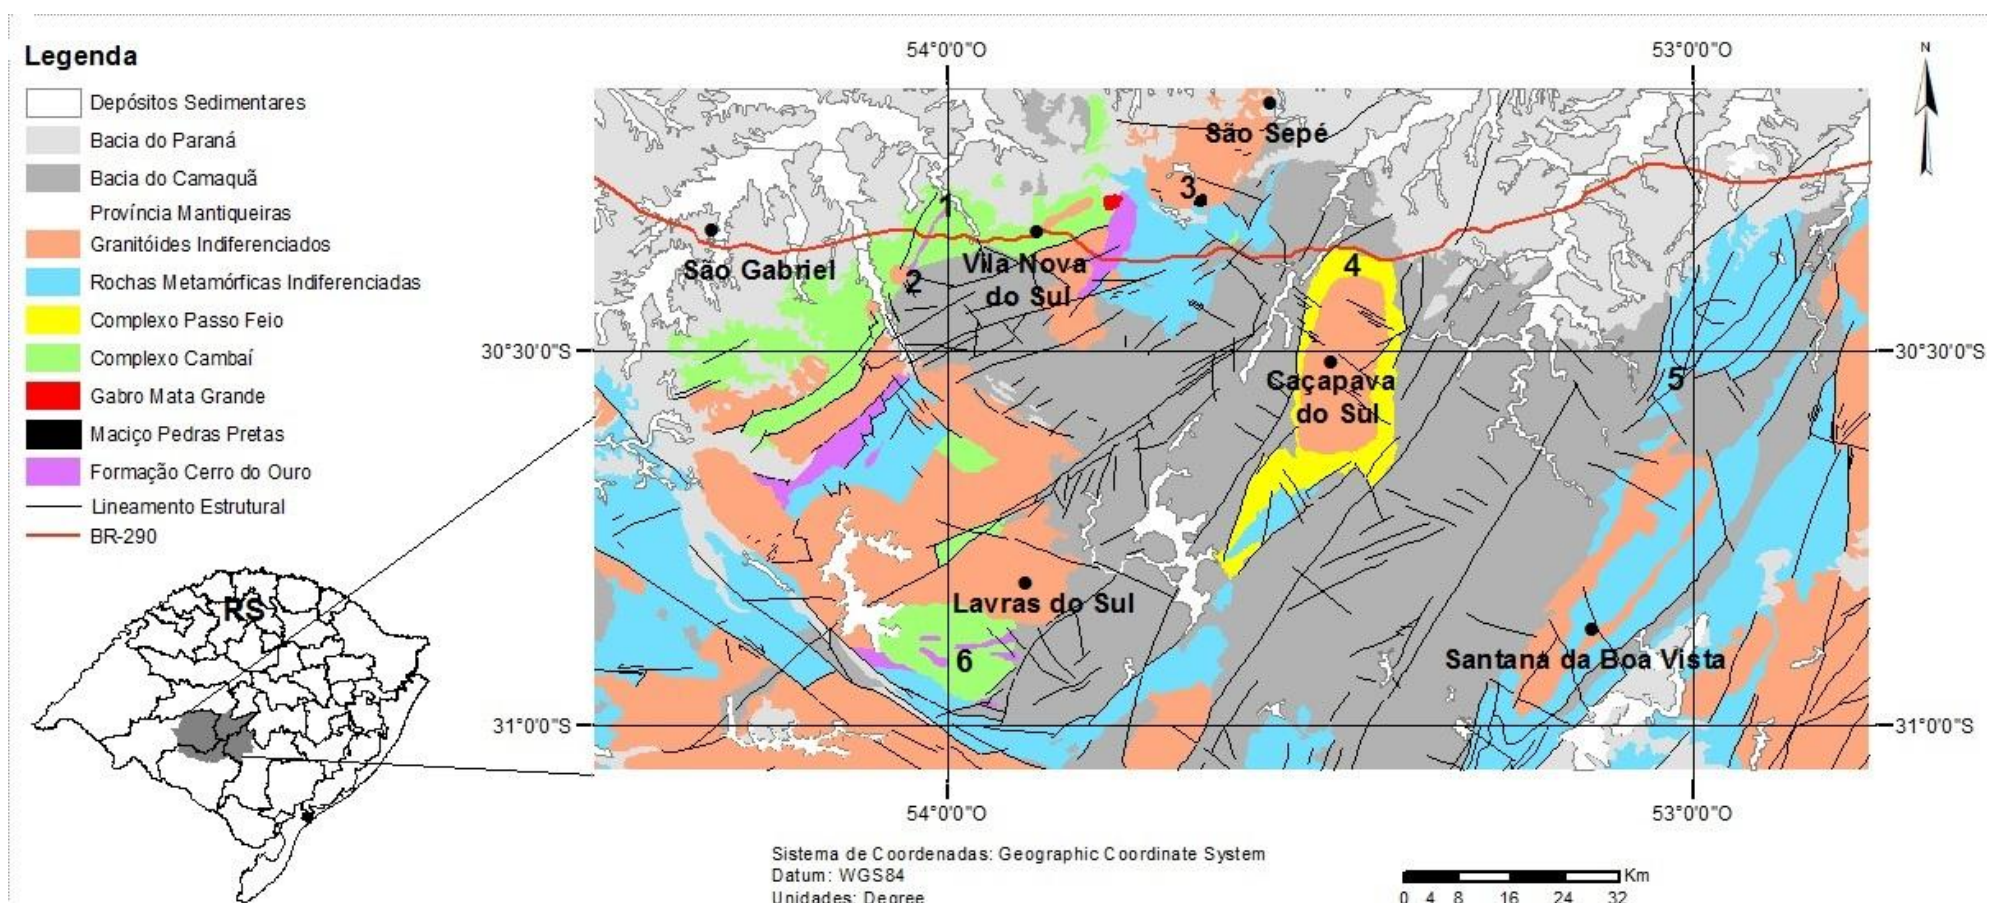 Legenda
Depósitos Sedimentares
Bacia do Paraná
Bacia do Camaquã
Província Mantiqueiras
Granitóides Indiferenciados
Rochas Metamórficas Indiferenciadas
Complexo Passo Feio
Complexo Cambaí
Gabro Mata Grande
Maciço Pedras Pretas
Formação Cerro do Ouro
Lineamento Estrutural
BR-290
RS
54°0'0"O
53°0'0"O
N
São Sepé
3
1
São Gabriel
2
Vila Nova
do Sul
4
30°30'0"S
30°30'0"S
Caçapava
do Sul
5
Lavras do Sul
6
Santana da Boa Vista
31°0'0"S
31°0'0"S
54°0'0"O
53°0'0"O
Sistema de Coordenadas: Geographic Coordinate System
Datum: WGS84
Unidades: Degree
Km
0 4 8 16 24 32